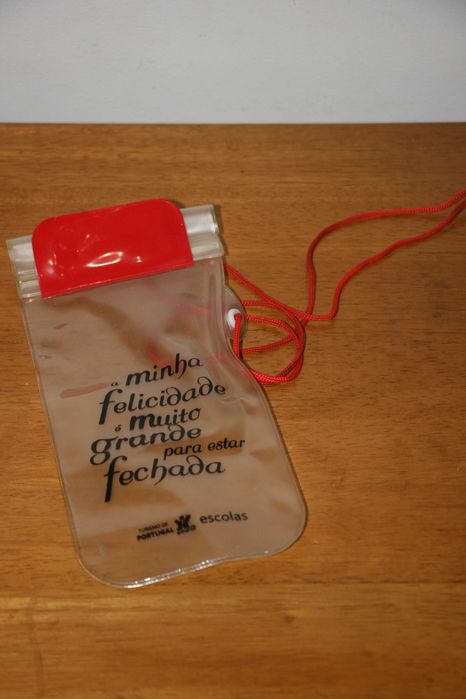 a minha
felicidade
é muito
grande
para estar
fechada
TURISMO DE
PORTUGAL escolas